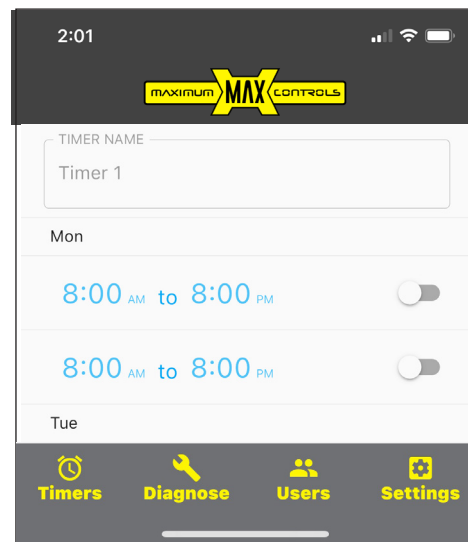 2:01
MAXIMUM MAX CONTROLS
TIMER NAME
Timer 1
Mon
8:00 AM to 8:00 PM
8:00 AM to 8:00 PM
Tue
Timers Diagnose Users Settings